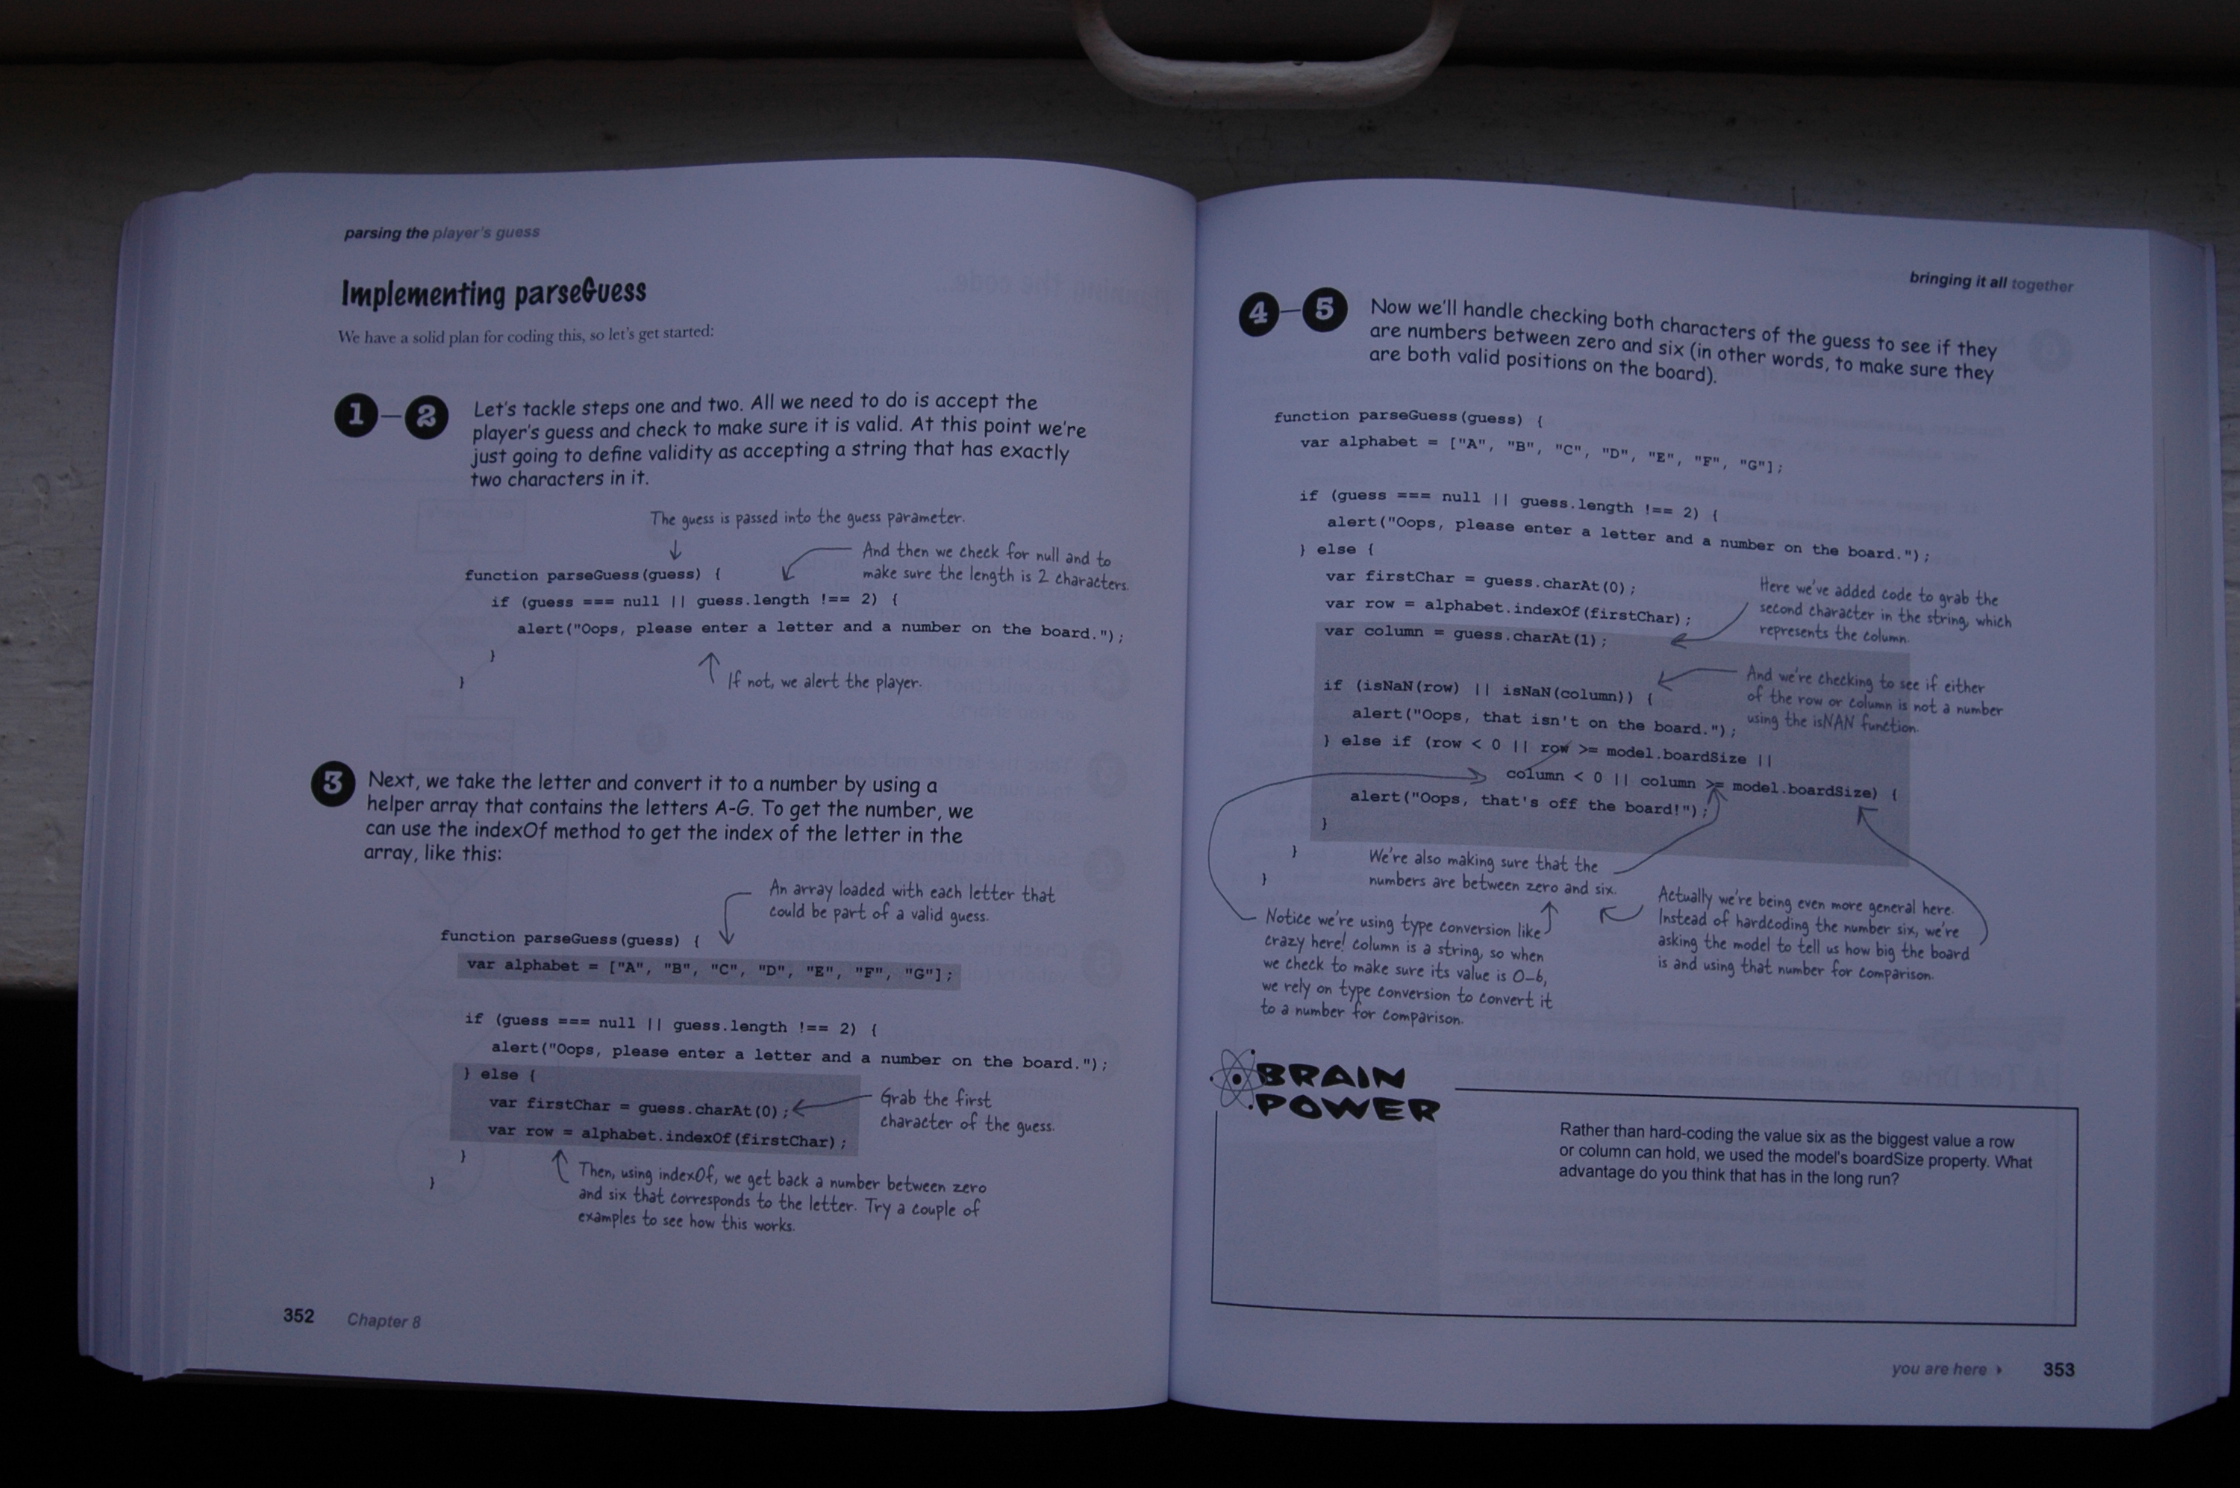 parsing the player's guess
Implementing parseGuess
We have a solid plan for coding this, so let's get started:
1 – 2
Let's tackle steps one and two. All we need to do is accept the
player's guess and check to make sure it is valid. At this point we're
just going to define validity as accepting a string that has exactly
two characters in it.
The guess is passed into the guess parameter.
And then we check for null and to
make sure the length is 2 characters.
function parseGuess(guess) {
if (guess === null || guess.length !== 2) {
alert("Oops, please enter a letter and a number on the board.");
}
}
If not, we alert the player.
3
Next, we take the letter and convert it to a number by using a
helper array that contains the letters A-G. To get the number, we
can use the indexOf method to get the index of the letter in the
array, like this:
An array loaded with each letter that
could be part of a valid guess.
function parseGuess(guess) {
var alphabet = ["A", "B", "C", "D", "E", "F", "G"];
if (guess === null || guess.length !== 2) {
alert("Oops, please enter a letter and a number on the board.");
} else {
var firstChar = guess.charAt(0);
var row = alphabet.indexOf(firstChar);
}
}
Grab the first
character of the guess.
Then, using indexOf, we get back a number between zero
and six that corresponds to the letter. Try a couple of
examples to see how this works.
352 Chapter 8
bringing it all together
4 – 5
Now we'll handle checking both characters of the guess to see if they
are numbers between zero and six (in other words, to make sure they
are both valid positions on the board).
function parseGuess(guess) {
var alphabet = ["A", "B", "C", "D", "E", "F", "G"];
if (guess === null || guess.length !== 2) {
alert("Oops, please enter a letter and a number on the board.");
} else {
var firstChar = guess.charAt(0);
var row = alphabet.indexOf(firstChar);
var column = guess.charAt(1);
Here we've added code to grab the
second character in the string, which
represents the column.
if (isNaN(row) || isNaN(column)) {
alert("Oops, that isn't on the board.");
} else if (row < 0 || row >= model.boardSize ||
column < 0 || column >= model.boardSize) {
alert("Oops, that's off the board!");
}
}
}
And we're checking to see if either
of the row or column is not a number
using the isNAN function.
We're also making sure that the
numbers are between zero and six.
Notice we're using type conversion like
crazy here! column is a string, so when
we check to make sure its value is 0–6,
we rely on type conversion to convert it
to a number for comparison.
Actually we're being even more general here.
Instead of hardcoding the number six, we're
asking the model to tell us how big the board
is and using that number for comparison.
BRAIN
POWER
Rather than hard-coding the value six as the biggest value a row
or column can hold, we used the model's boardSize property. What
advantage do you think that has in the long run?
you are here ▸ 353